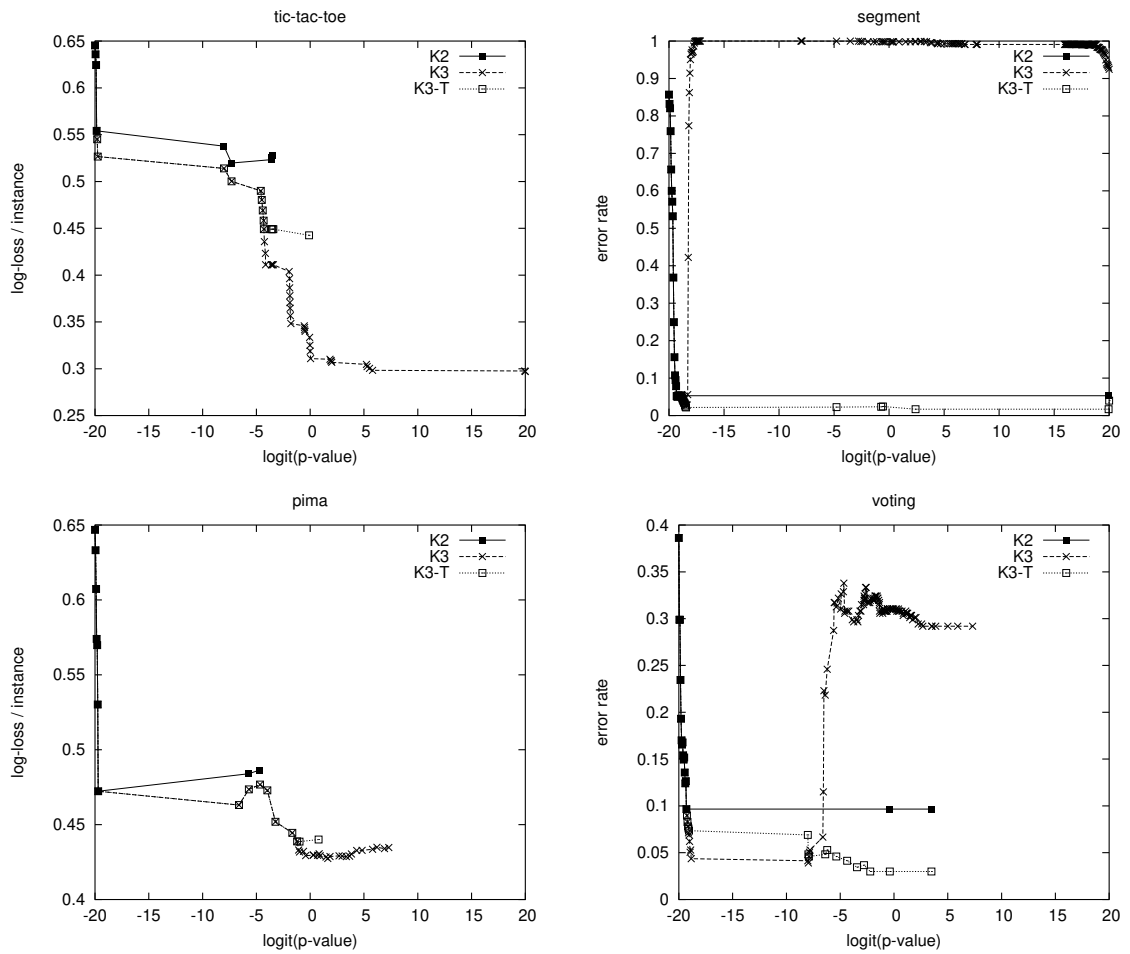 tic-tac-toe
0.65
0.6
0.55
0.5
0.45
0.4
0.35
0.3
0.25
-20 -15 -10 -5 0 5 10 15 20
log-loss / instance
logit(p-value)
K2
K3
K3-T
segment
1
0.9
0.8
0.7
0.6
0.5
0.4
0.3
0.2
0.1
0
-20 -15 -10 -5 0 5 10 15 20
error rate
logit(p-value)
K2
K3
K3-T
pima
0.65
0.6
0.55
0.5
0.45
0.4
-20 -15 -10 -5 0 5 10 15 20
log-loss / instance
logit(p-value)
K2
K3
K3-T
voting
0.4
0.35
0.3
0.25
0.2
0.15
0.1
0.05
0
-20 -15 -10 -5 0 5 10 15 20
error rate
logit(p-value)
K2
K3
K3-T